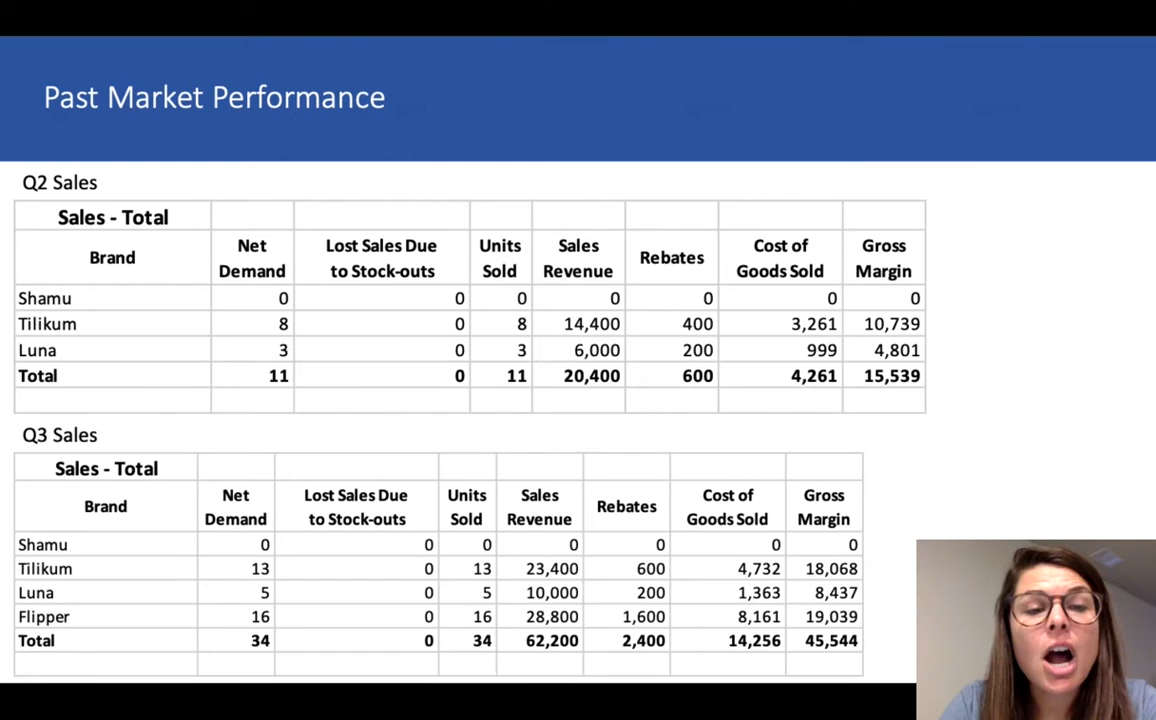 Past Market Performance
Q2 Sales
Sales - Total
Brand Net Demand Lost Sales Due to Stock-outs Units Sold Sales Revenue Rebates Cost of Goods Sold Gross Margin
Shamu 0 0 0 0 0 0 0
Tilikum 8 0 8 14,400 400 3,261 10,739
Luna 3 0 3 6,000 200 999 4,801
Total 11 0 11 20,400 600 4,261 15,539
Q3 Sales
Sales - Total
Brand Net Demand Lost Sales Due to Stock-outs Units Sold Sales Revenue Rebates Cost of Goods Sold Gross Margin
Shamu 0 0 0 0 0 0 0
Tilikum 13 0 13 23,400 600 4,732 18,068
Luna 5 0 5 10,000 200 1,363 8,437
Flipper 16 0 16 28,800 1,600 8,161 19,039
Total 34 0 34 62,200 2,400 14,256 45,544